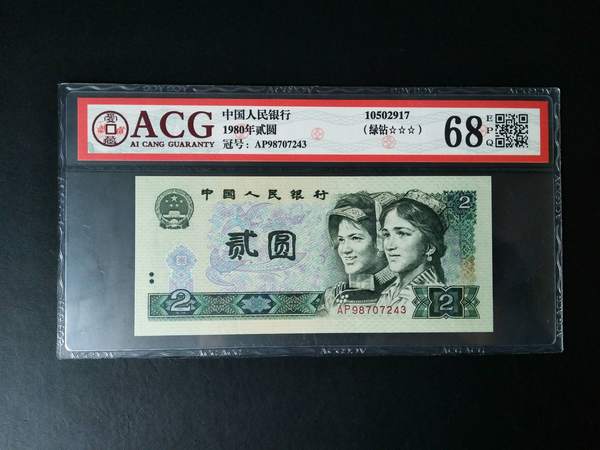 ACG
AI CANG GUARANTY
中国人民银行
1980年贰圆
冠号: AP98707243
10502917
(绿钻☆☆☆)
68
EPQ
中国人民银行
贰圆
2
2
AP98707243
2